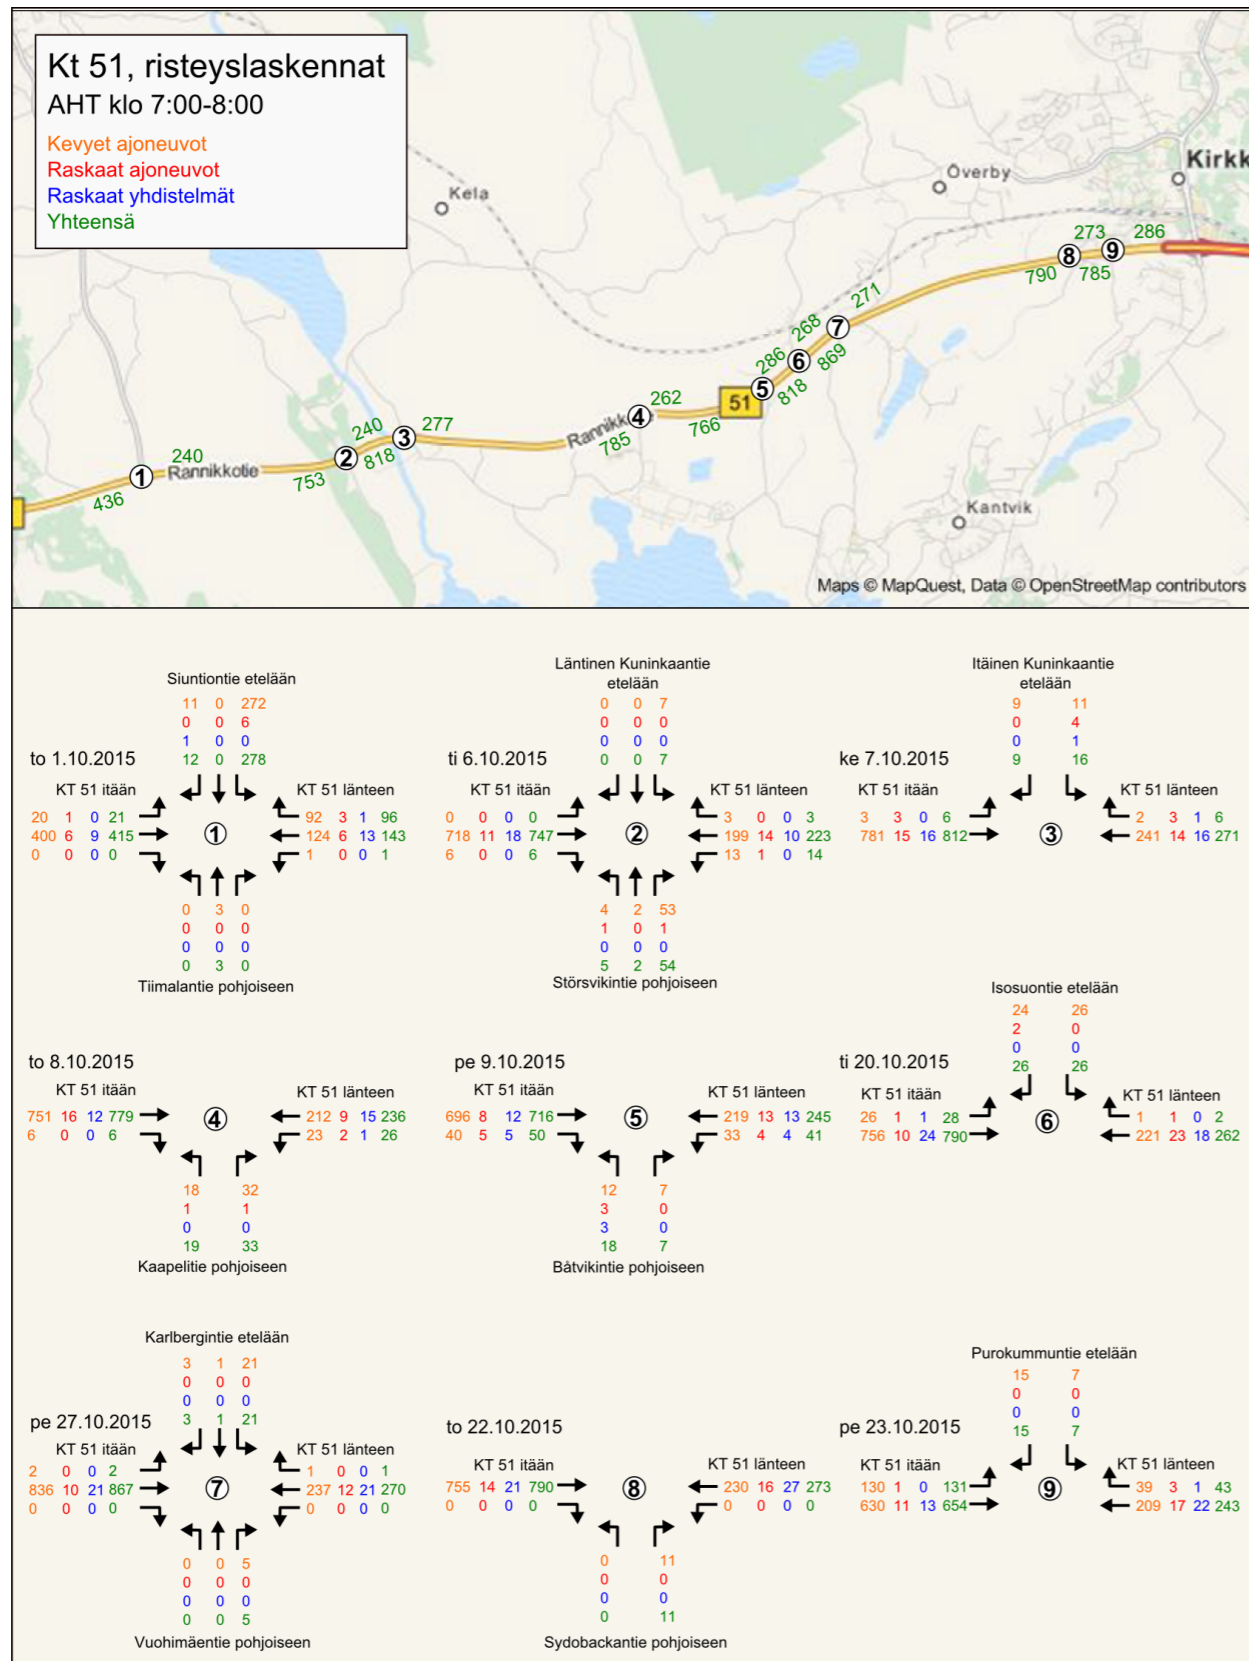 Kt 51, risteyslaskennat
AHT klo 7:00-8:00
Kevyet ajoneuvot
Raskaat ajoneuvot
Raskaat yhdistelmät
Yhteensä
Kela
Överby
Kirkk
273 286
8 9
790 785
271
268
7
286
6
869
5
818
262
51
4
Rannikk e
766
785
Kantvik
240
277
3
240
2
818
Rannikkotie
753
1
436
Maps © MapQuest, Data © OpenStreetMap contributors
Siuntiontie etelään
11 0 272
0 0 6
1 0 0
12 0 278
to 1.10.2015
KT 51 itään KT 51 länteen
20 1 0 21 92 3 1 96
400 6 9 415 1 124 6 13 143
0 0 0 0 1 0 0 1
0 3 0
0 0 0
0 0 0
0 3 0
Tiimalantie pohjoiseen
Läntinen Kuninkaantie
etelään
0 0 7
0 0 0
0 0 0
0 0 7
ti 6.10.2015
KT 51 itään KT 51 länteen
0 0 0 0 3 0 0 3
718 11 18 747 2 199 14 10 223
6 0 0 6 13 1 0 14
4 2 53
1 0 1
0 0 0
5 2 54
Störsvikintie pohjoiseen
Itäinen Kuninkaantie
etelään
9 11
0 4
0 1
9 16
ke 7.10.2015
KT 51 itään KT 51 länteen
3 3 0 6 2 3 1 6
781 15 16 812 3 241 14 16 271
to 8.10.2015
KT 51 itään KT 51 länteen
751 16 12 779 4 212 9 15 236
6 0 0 6 23 2 1 26
18 32
1 1
0 0
19 33
Kaapelitie pohjoiseen
pe 9.10.2015
KT 51 itään KT 51 länteen
696 8 12 716 5 219 13 13 245
40 5 5 50 33 4 4 41
12 7
3 0
3 0
18 7
Båtvikintie pohjoiseen
Isosuontie etelään
24 26
2 0
0 0
26 26
ti 20.10.2015
KT 51 itään KT 51 länteen
26 1 1 28 1 1 0 2
756 10 24 790 6 221 23 18 262
Karlbergintie etelään
3 1 21
0 0 0
0 0 0
3 1 21
pe 27.10.2015
KT 51 itään KT 51 länteen
2 0 0 2 1 0 0 1
836 10 21 867 7 237 12 21 270
0 0 0 0 0 0 0 0
0 0 5
0 0 0
0 0 0
0 0 5
Vuohimäentie pohjoiseen
to 22.10.2015
KT 51 itään KT 51 länteen
755 14 21 790 8 230 16 27 273
0 0 0 0 0 0 0 0
0 11
0 0
0 0
0 11
Sydobackantie pohjoiseen
Purokummuntie etelään
15 7
0 0
0 0
15 7
pe 23.10.2015
KT 51 itään KT 51 länteen
130 1 0 131 39 3 1 43
630 11 13 654 9 209 17 22 243